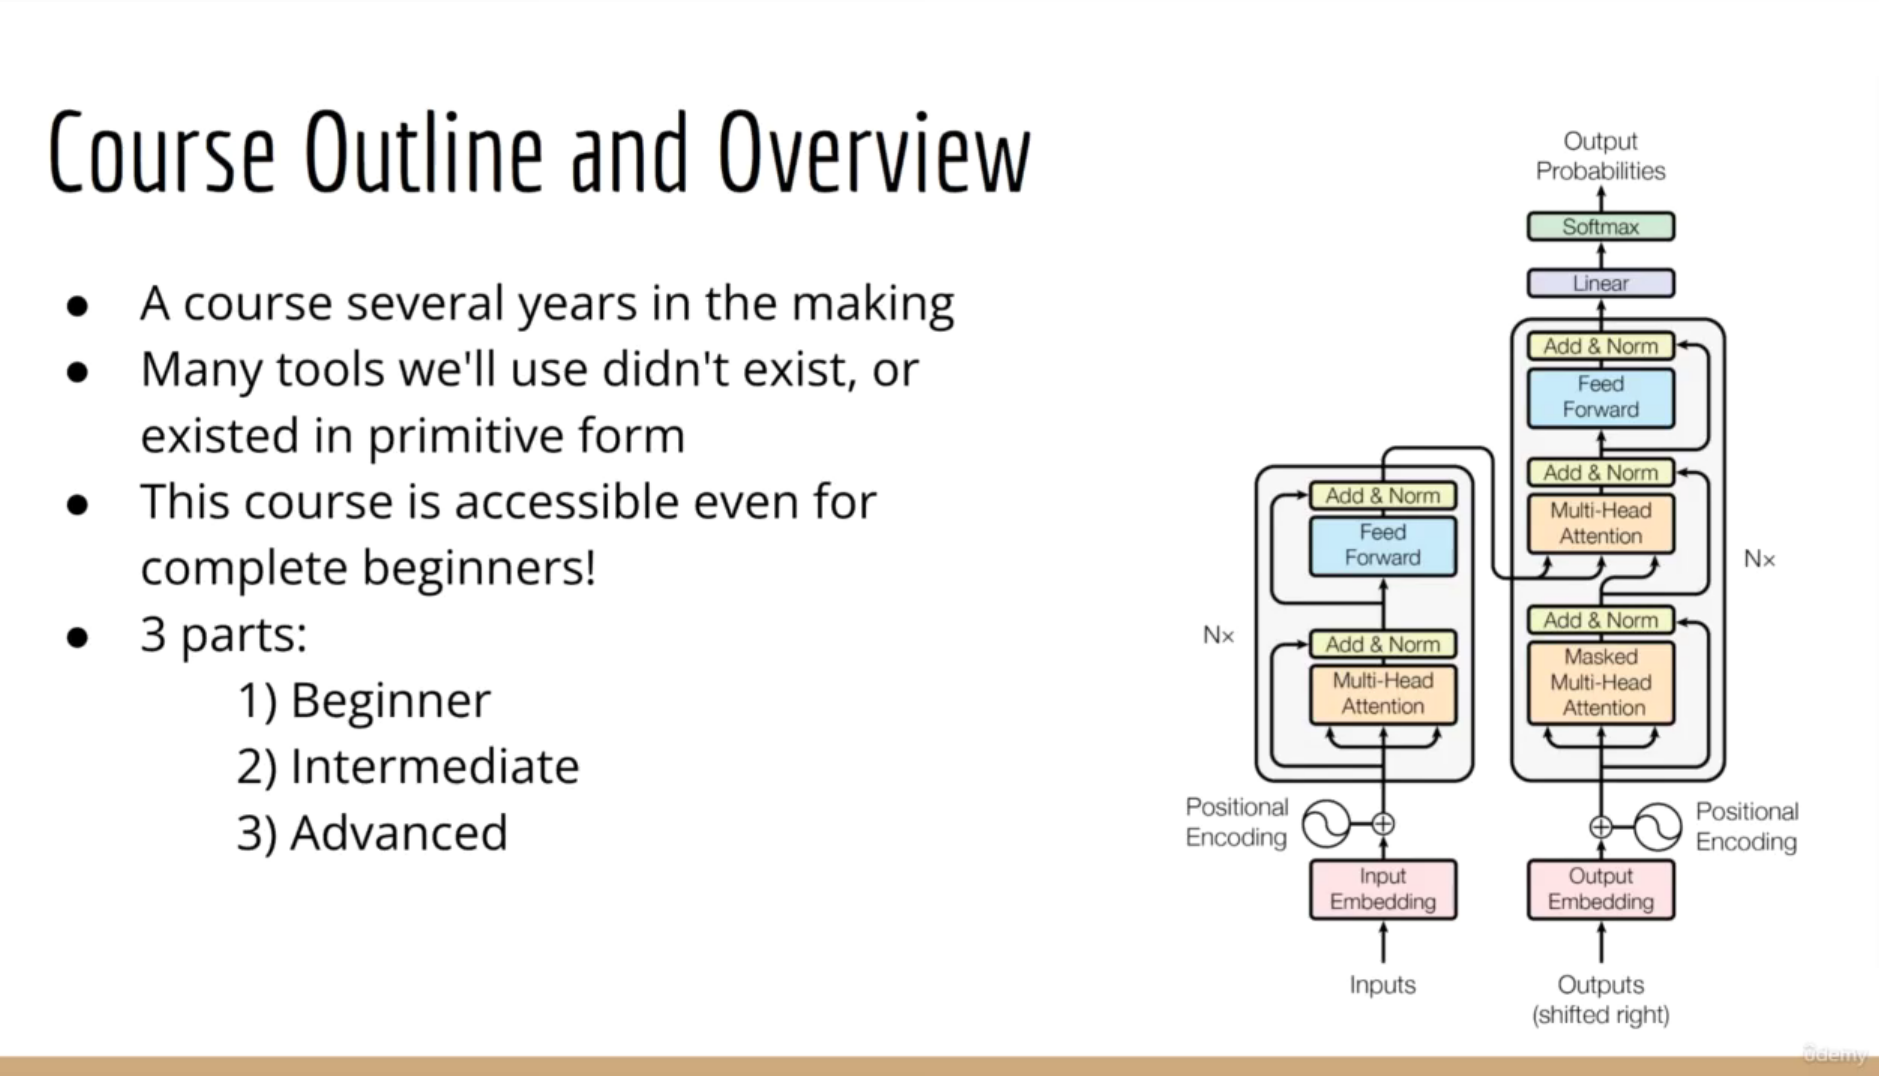 Course Outline and Overview
● A course several years in the making
● Many tools we'll use didn't exist, or
existed in primitive form
● This course is accessible even for
complete beginners!
● 3 parts:
1) Beginner
2) Intermediate
3) Advanced
Output
Probabilities
Softmax
Linear
Add & Norm
Feed
Forward
Add & Norm
Multi-Head
Attention
N×
Add & Norm
Masked
Multi-Head
Attention
Add & Norm
Feed
Forward
N×
Add & Norm
Multi-Head
Attention
Positional
Encoding
Positional
Encoding
Input
Embedding
Output
Embedding
Inputs
Outputs
(shifted right)
ûdemy